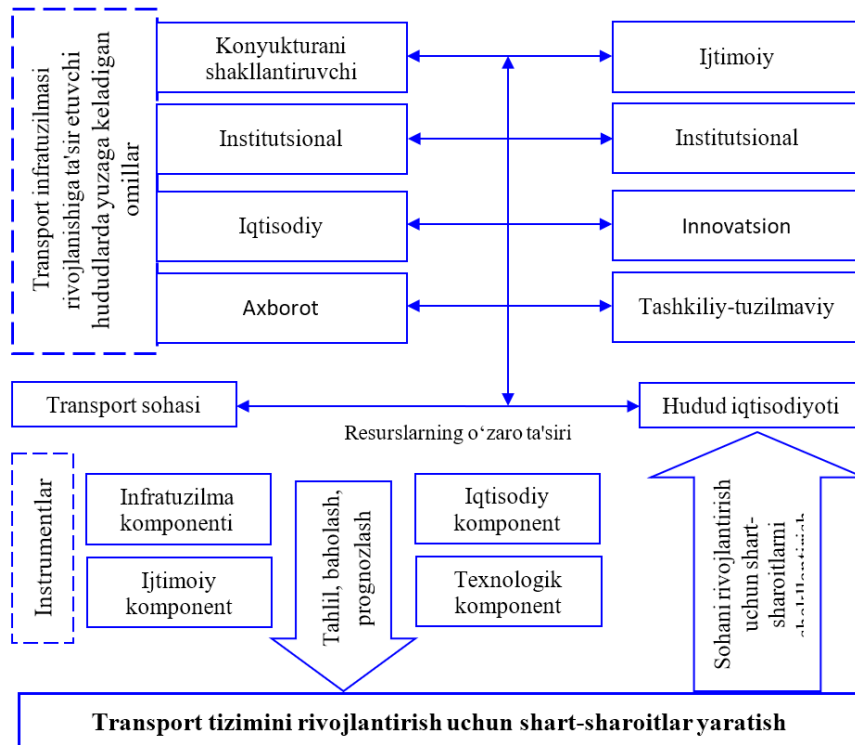 Transport infratuzilmasi
rivojlanishiga ta'sir etuvchi
hududlarda yuzaga keladigan
omillar
Konyukturani
shakllantiruvchi
Ijtimoiy
Institutsional
Institutsional
Iqtisodiy
Innovatsion
Axborot
Tashkiliy-tuzilmaviy
Transport sohasi
Hudud iqtisodiyoti
Resurslarning o‘zaro ta'siri
Instrumentlar
Infratuzilma
komponenti
Iqtisodiy
komponent
Ijtimoiy
komponent
Texnologik
komponent
Tahlil, baholash,
prognozlash
Sohani rivojlantirish
uchun shart-
sharoitlarni
shakllantirish
Transport tizimini rivojlantirish uchun shart-sharoitlar yaratish